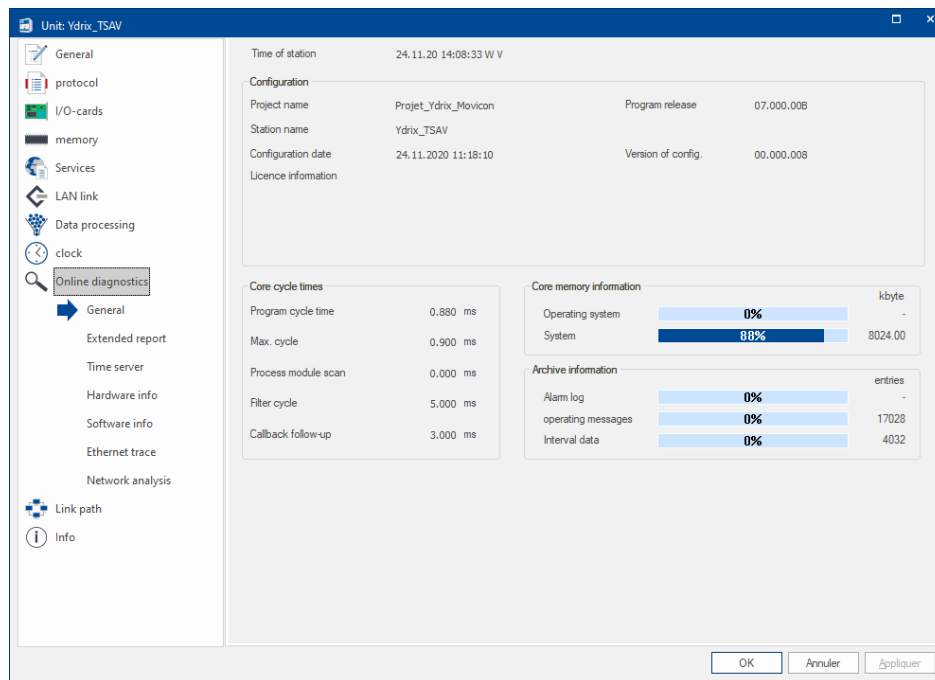 Unit: Ydrix_TSAV
General
protocol
I/O-cards
memory
Services
LAN link
Data processing
clock
Online diagnostics
General
Extended report
Time server
Hardware info
Software info
Ethernet trace
Network analysis
Link path
Info
Time of station 24.11.20 14:08:33 W V
Configuration
Project name Projet_Ydrix_Movicon Program release 07.000.00B
Station name Ydrix_TSAV
Configuration date 24.11.2020 11:18:10 Version of config. 00.000.008
Licence information
Core cycle times
Program cycle time 0.880 ms
Max. cycle 0.900 ms
Process module scan 0.000 ms
Filter cycle 5.000 ms
Callback follow-up 3.000 ms
Core memory information
kbyte
Operating system 0% -
System 88% 8024.00
Archive information
entries
Alarm log 0% -
operating messages 0% 17028
Interval data 0% 4032
OK Annuler Appliquer